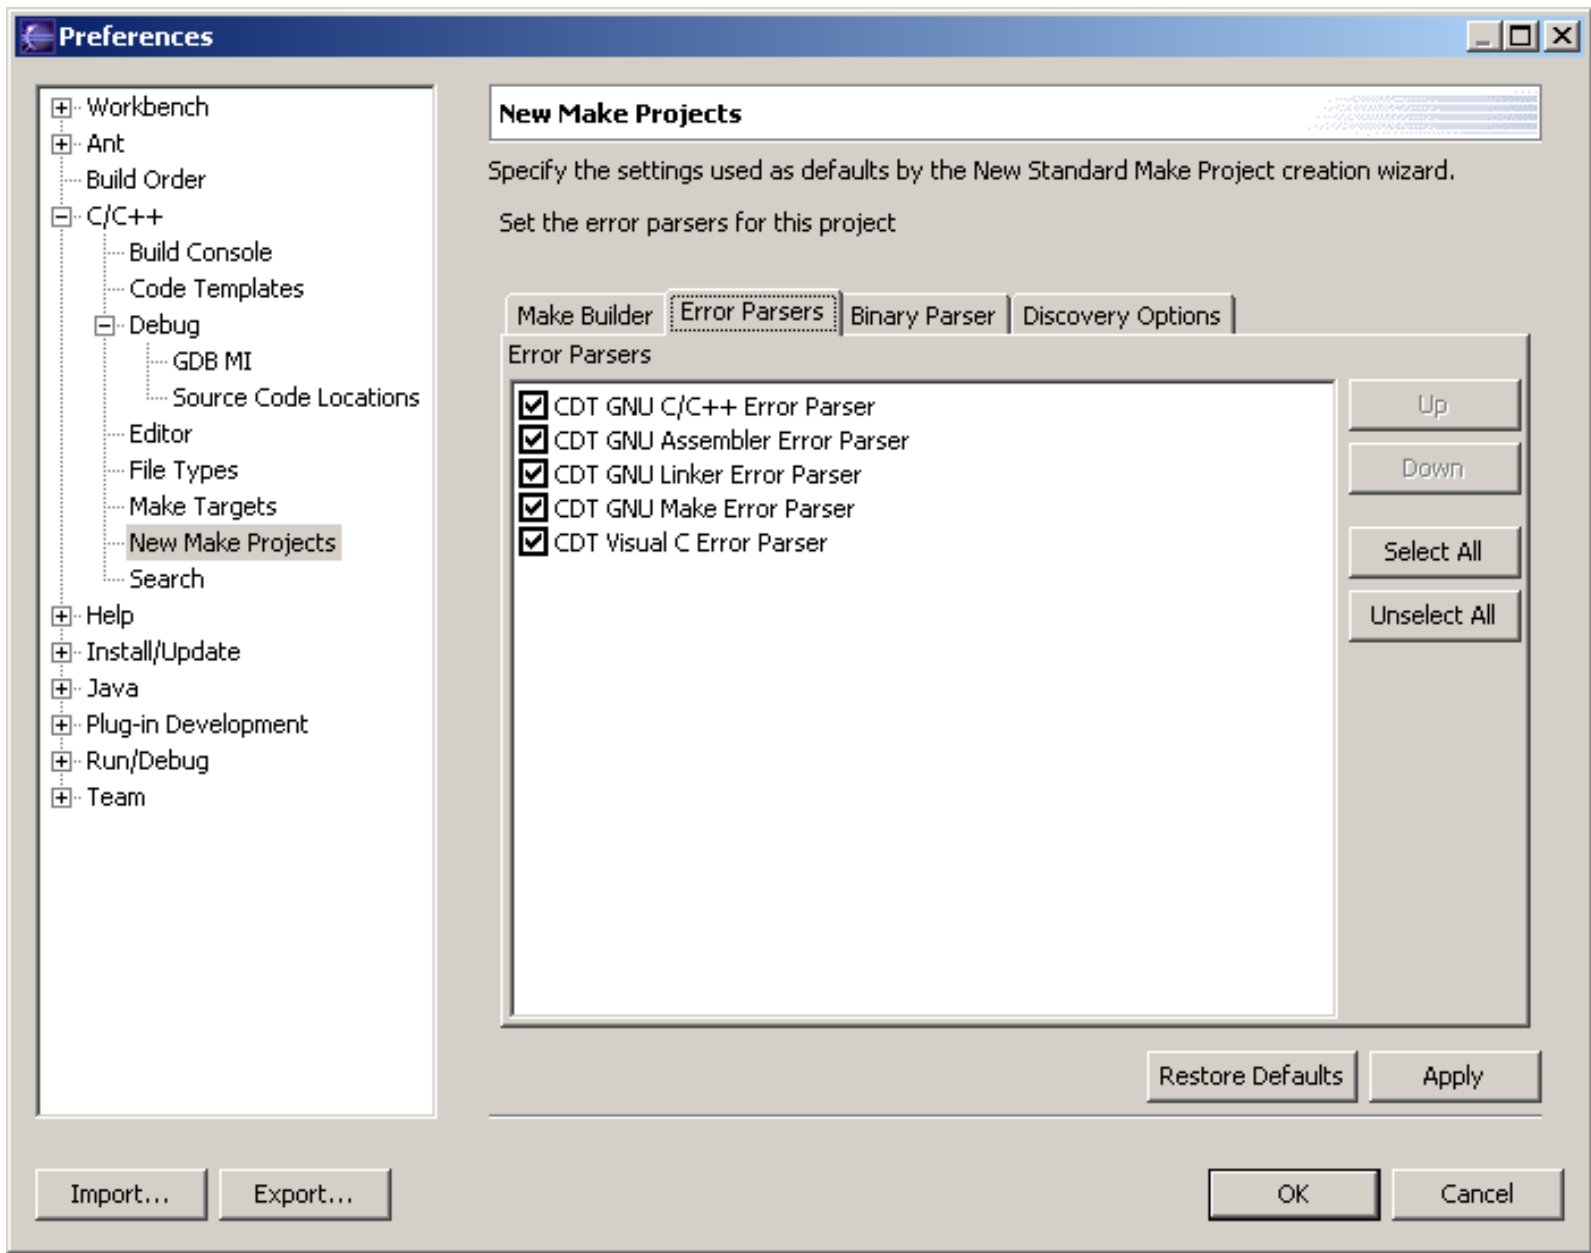 Preferences
Workbench
Ant
Build Order
C/C++
Build Console
Code Templates
Debug
GDB MI
Source Code Locations
Editor
File Types
Make Targets
New Make Projects
Search
Help
Install/Update
Java
Plug-in Development
Run/Debug
Team
New Make Projects
Specify the settings used as defaults by the New Standard Make Project creation wizard.
Set the error parsers for this project
Make Builder Error Parsers Binary Parser Discovery Options
Error Parsers
CDT GNU C/C++ Error Parser
CDT GNU Assembler Error Parser
CDT GNU Linker Error Parser
CDT GNU Make Error Parser
CDT Visual C Error Parser
Up
Down
Select All
Unselect All
Restore Defaults Apply
Import... Export... OK Cancel